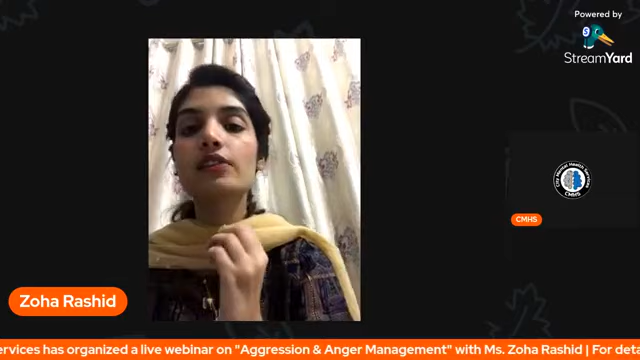 Powered by
StreamYard
CMHS
CMHS
Zoha Rashid
ervices has organized a live webinar on "Aggression & Anger Management" with Ms. Zoha Rashid | For deta